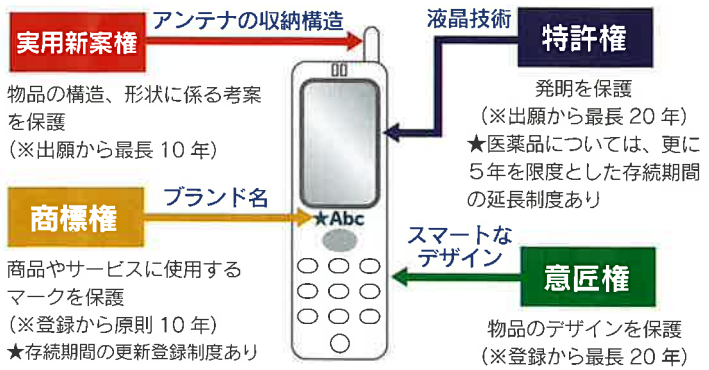 実用新案権
アンテナの収納構造
物品の構造、形状に係る考案
を保護
(※出願から最長10年)
液晶技術
特許権
発明を保護
(※出願から最長20年)
★医薬品については、更に
5年を限度とした存続期間
の延長制度あり
商標権
ブランド名
★Abc
商品やサービスに使用する
マークを保護
(※登録から原則10年)
★存続期間の更新登録制度あり
スマートな
デザイン
意匠権
物品のデザインを保護
(※登録から最長20年)